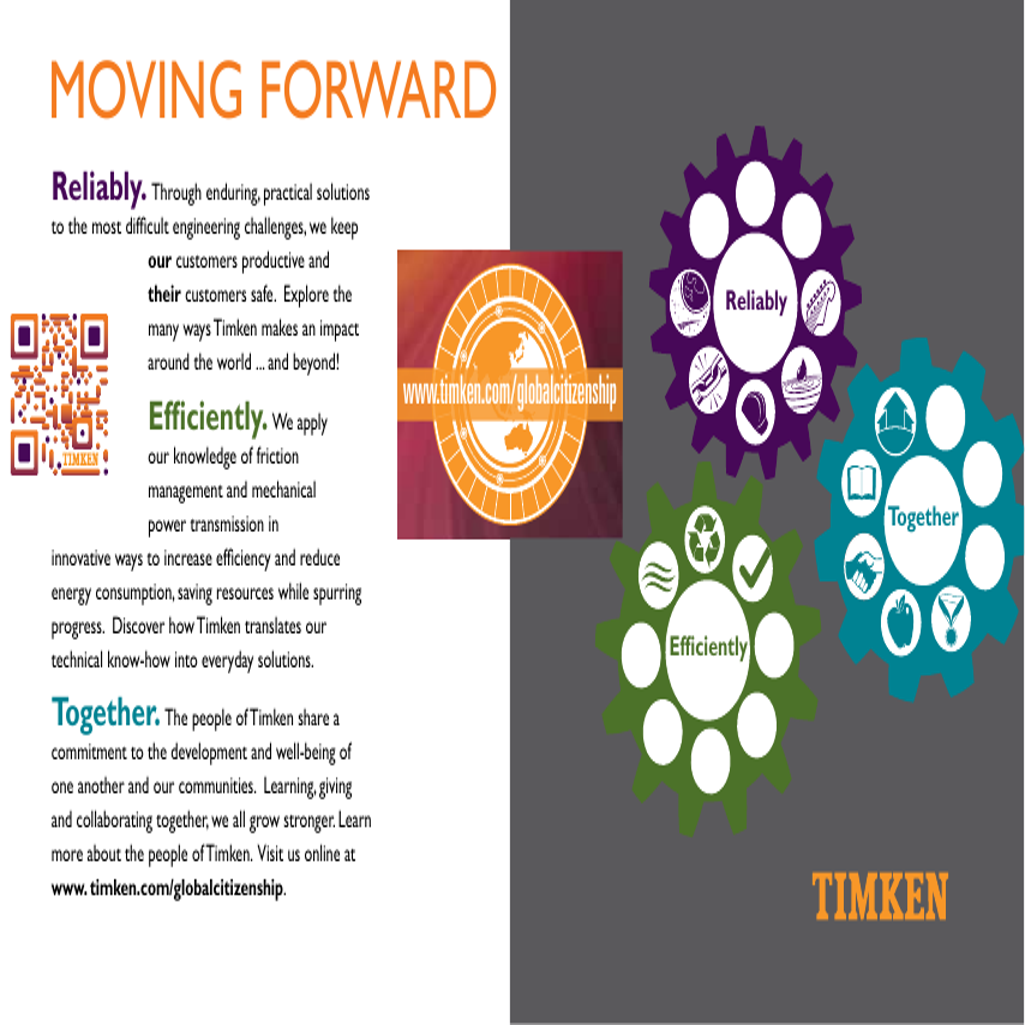 MOVING FORWARD
Reliably. Through enduring, practical solutions
to the most difficult engineering challenges, we keep
our customers productive and
their customers safe. Explore the
many ways Timken makes an impact
around the world ... and beyond!
TIMKEN
Efficiently. We apply
our knowledge of friction
management and mechanical
power transmission in
innovative ways to increase efficiency and reduce
energy consumption, saving resources while spurring
progress. Discover how Timken translates our
technical know-how into everyday solutions.
Together. The people of Timken share a
commitment to the development and well-being of
one another and our communities. Learning, giving
and collaborating together, we all grow stronger. Learn
more about the people of Timken. Visit us online at
www. timken.com/globalcitizenship.
www.timken.com/globalcitizenship
Reliably
Together
Efficiently
TIMKEN